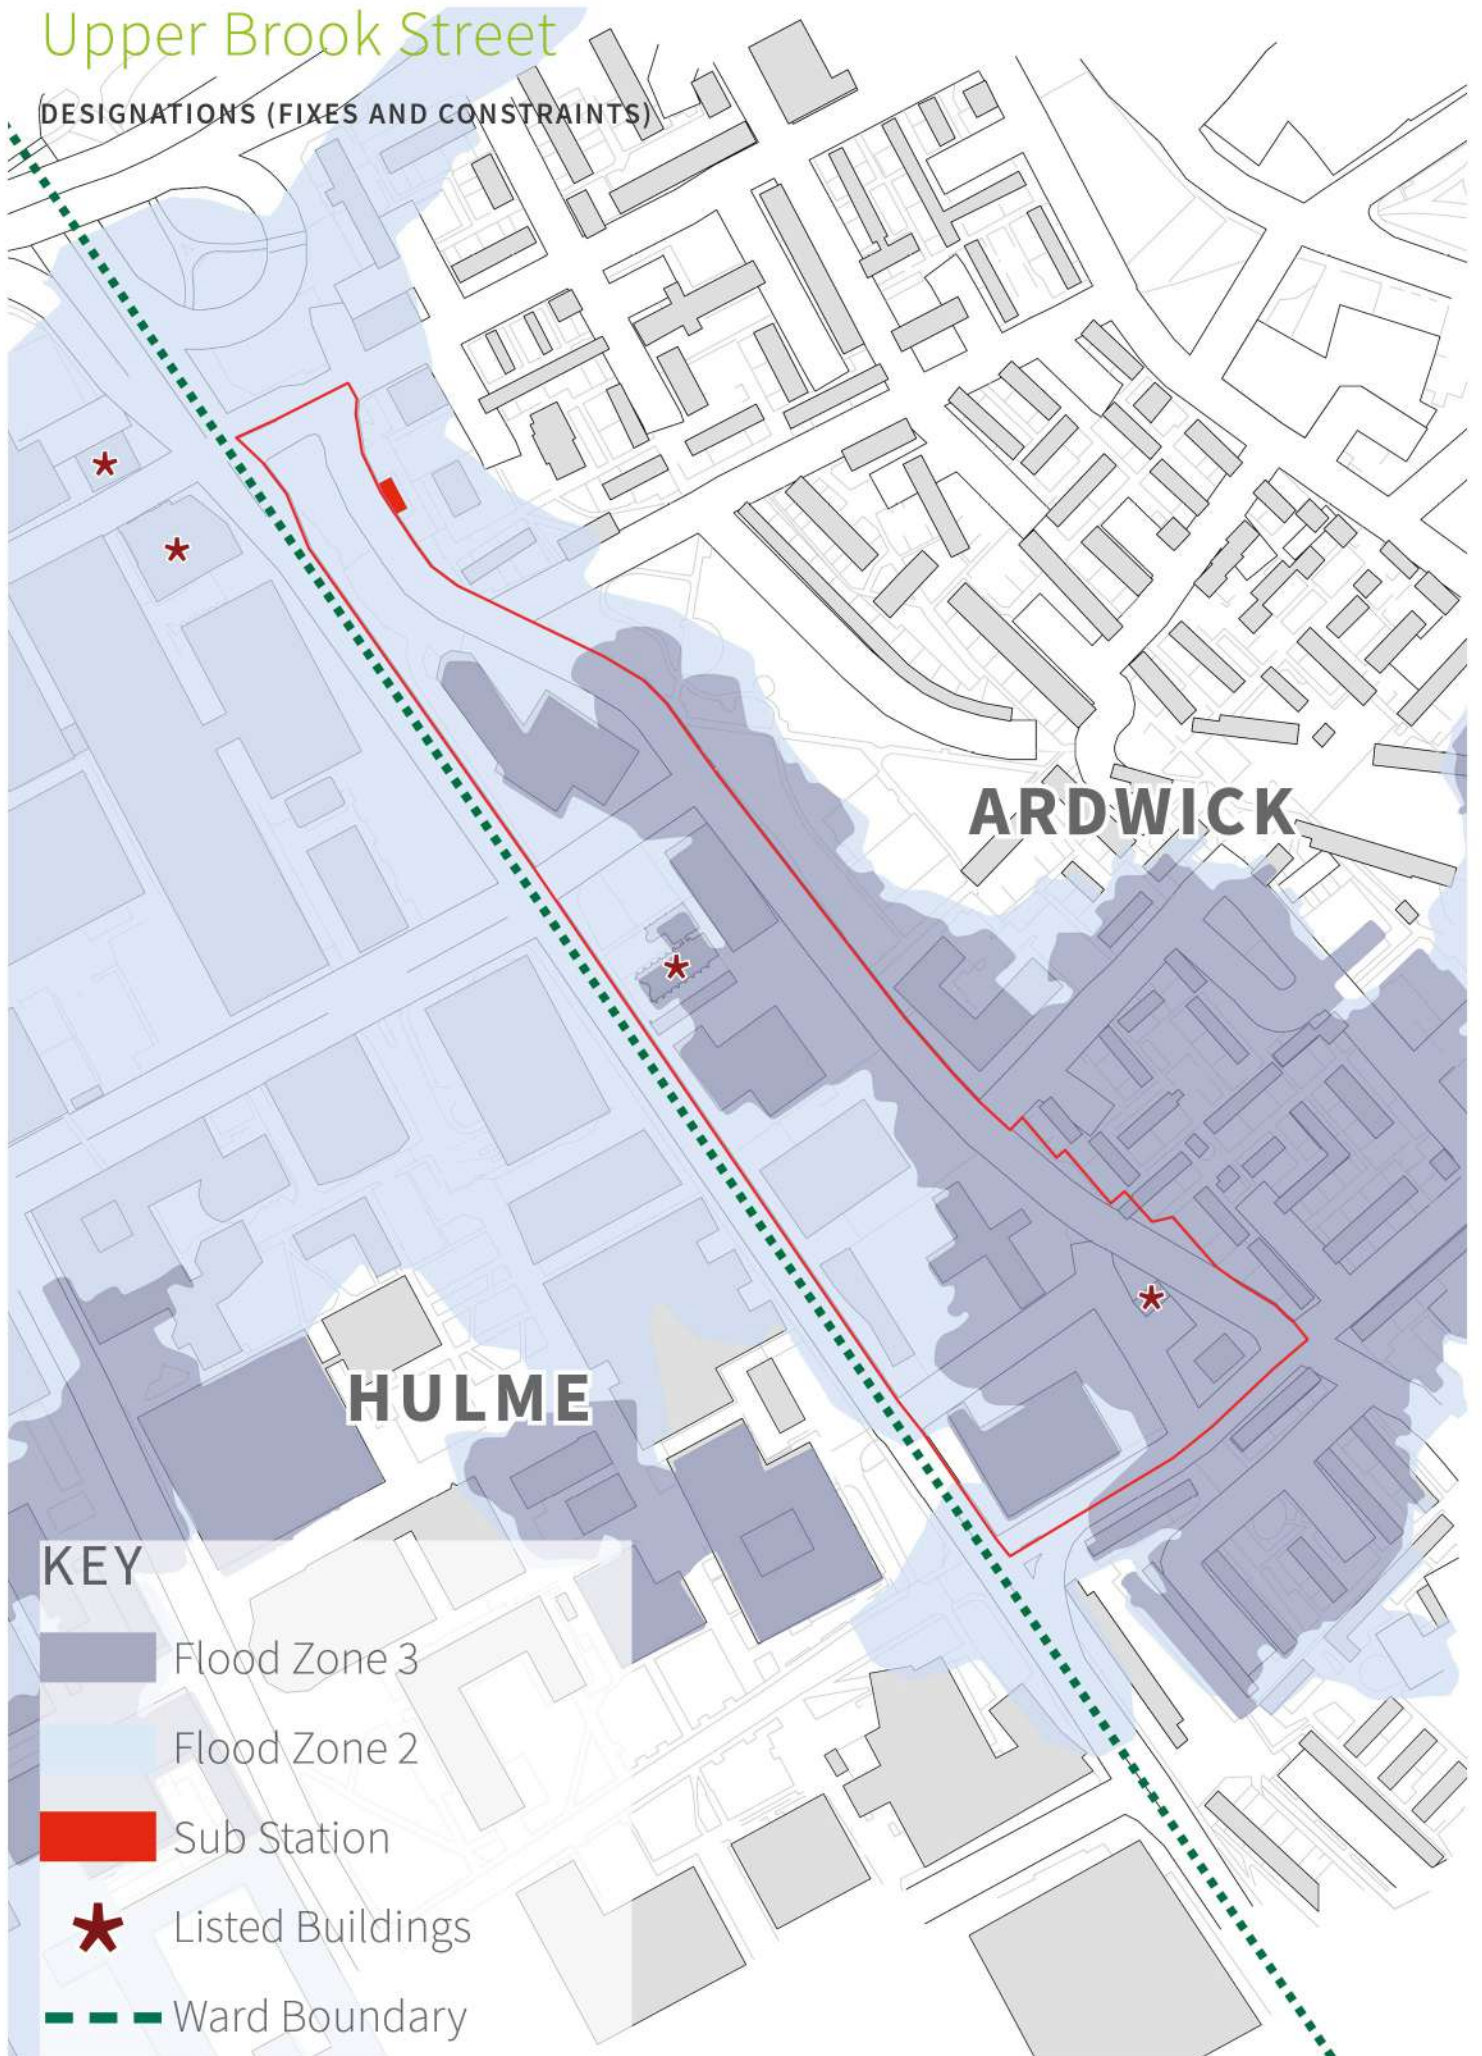 Upper Brook Street
DESIGNATIONS (FIXES AND CONSTRAINTS)
ARDWICK
HULME
KEY
Flood Zone 3
Flood Zone 2
Sub Station
Listed Buildings
Ward Boundary